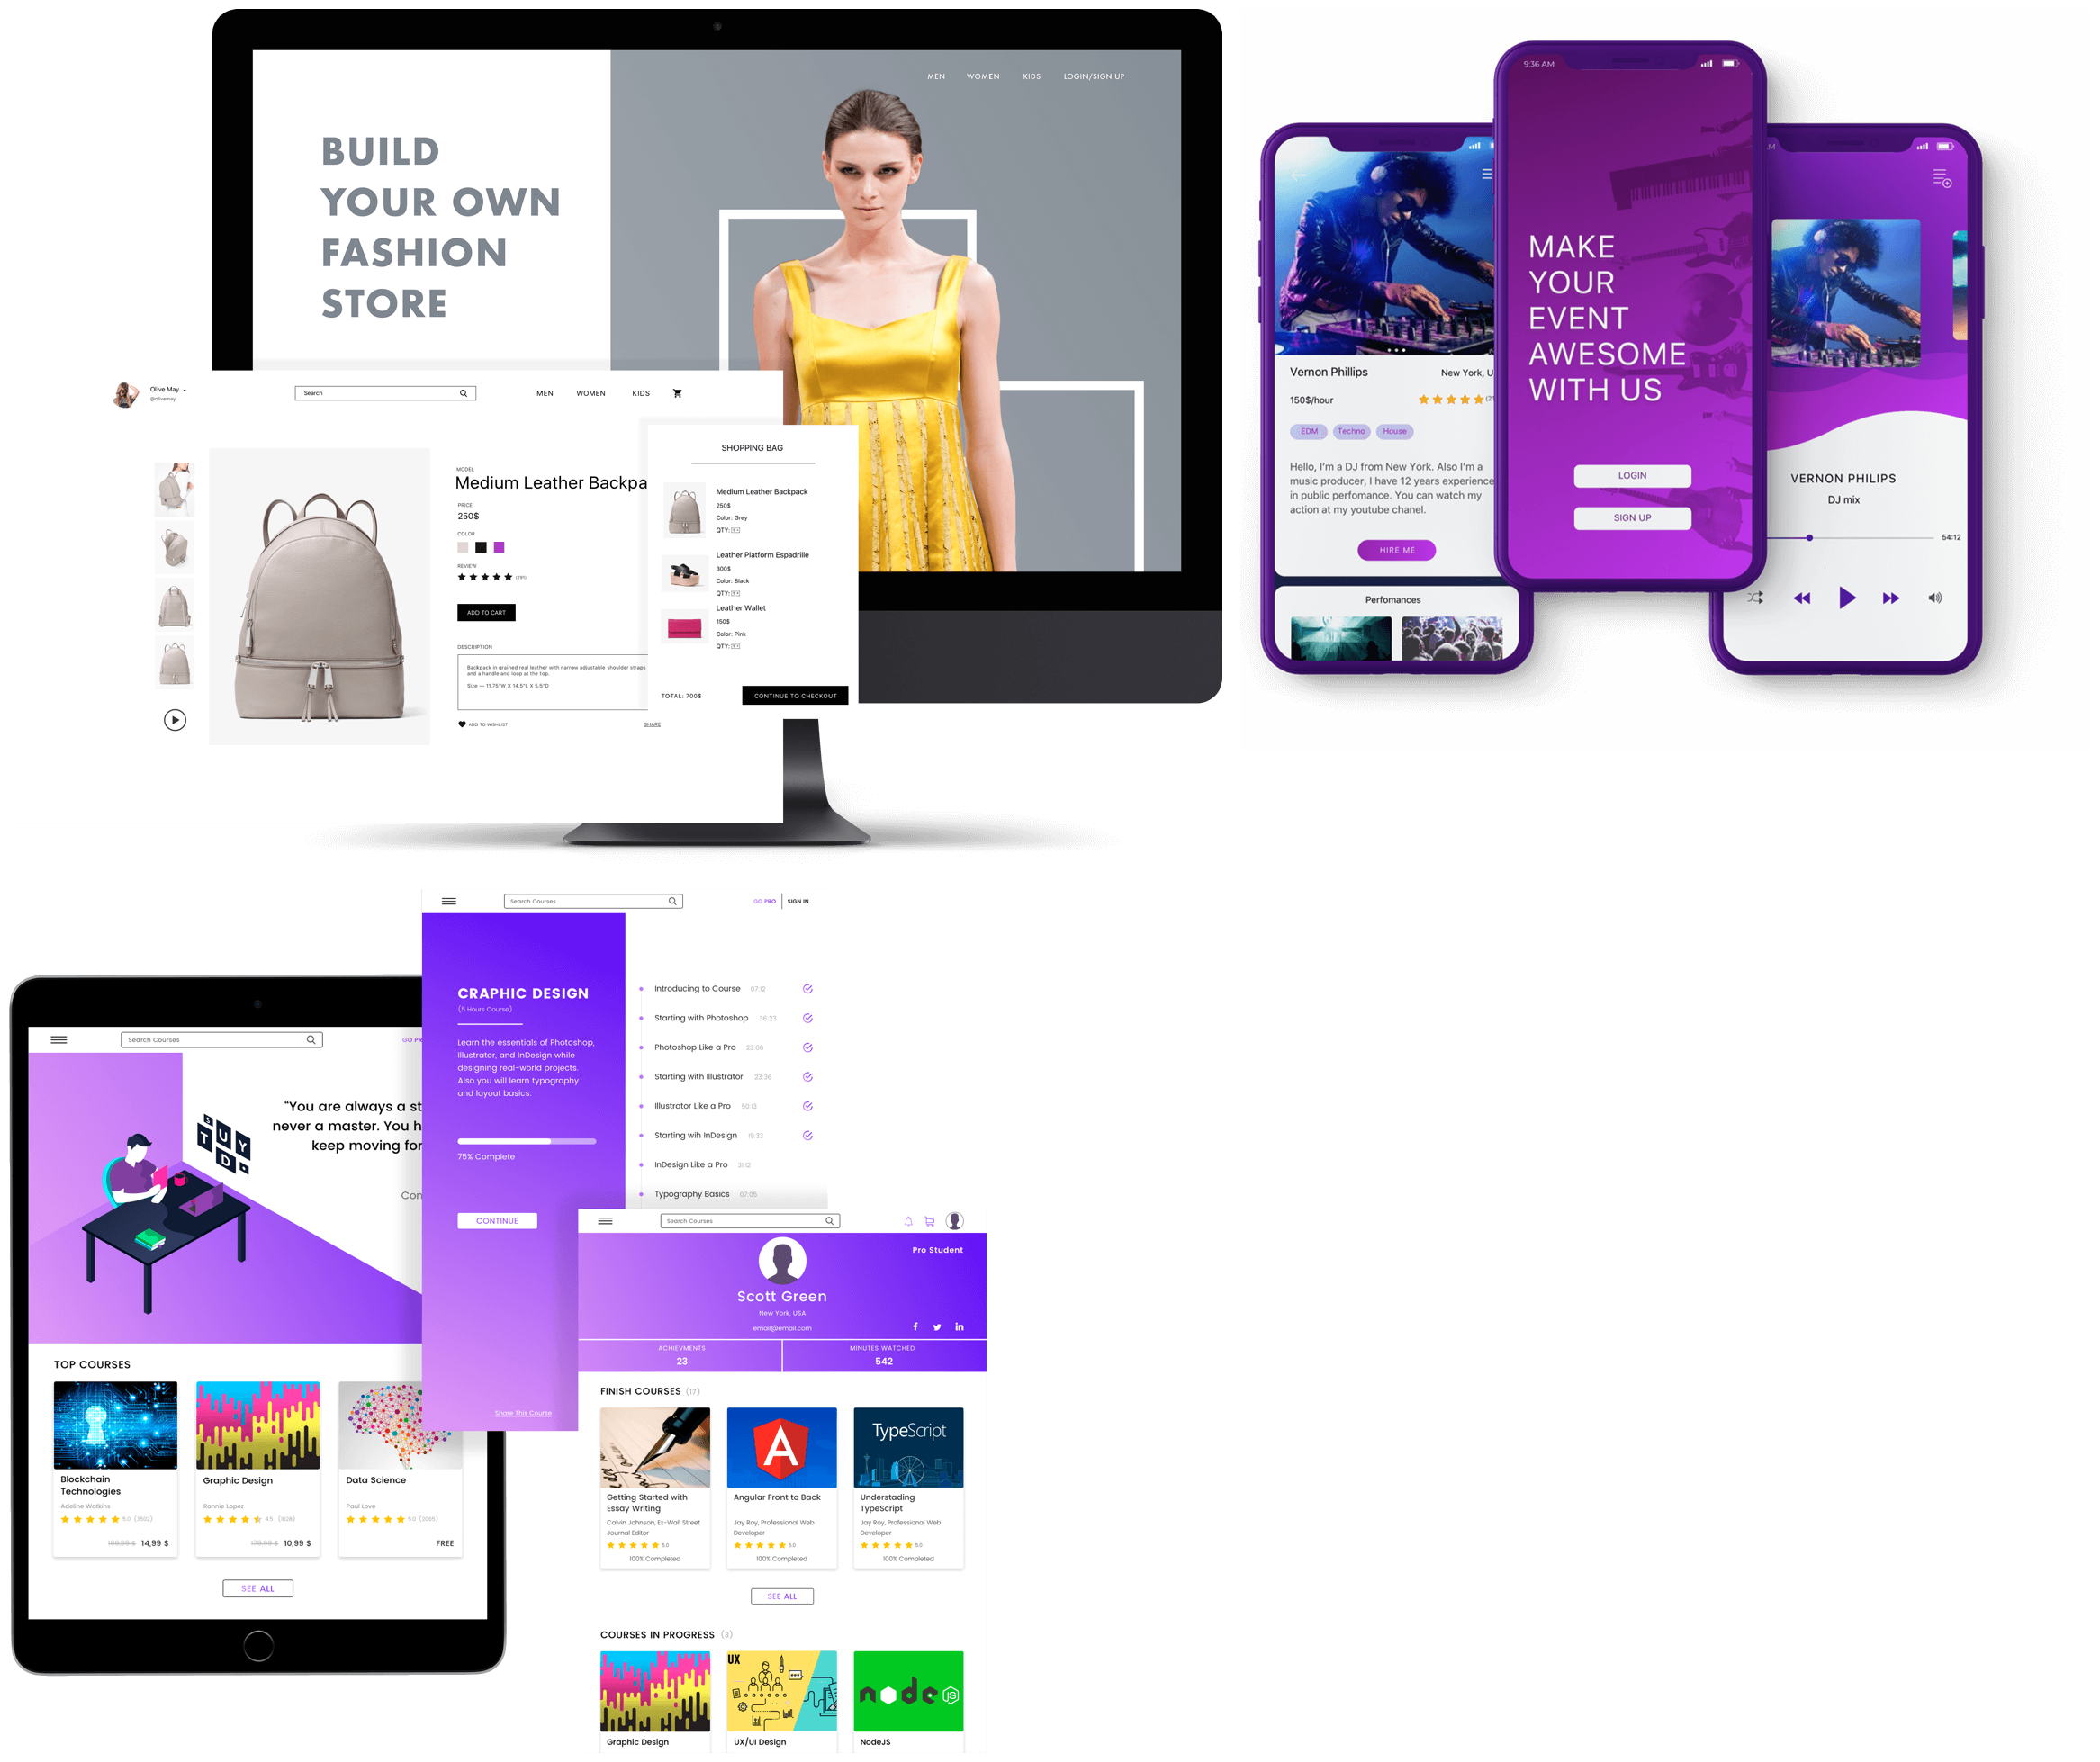 MEN WOMEN KIDS LOGIN/SIGN UP
BUILD
YOUR OWN
FASHION
STORE
Olive May
@olivemay
Search
MEN WOMEN KIDS
MODEL
Medium Leather Backpa
PRICE
250$
COLOR
REVIEW
ADD TO CART
DESCRIPTION
Backpack in grained real leather with narrow adjustable shoulder straps
and a handle and loop at the top.
Size — 11.75"W X 14.5"L X 5.5"D
ADD TO WISHLIST
SHARE
SHOPPING BAG
Medium Leather Backpack
250$
Color: Grey
QTY:
Leather Platform Espadrille
300$
Color: Black
QTY:
Leather Wallet
150$
Color: Pink
QTY:
TOTAL: 700$
CONTINUE TO CHECKOUT
Vernon Phillips
New York, U
150$/hour
EDM Techno House
Hello, I'm a DJ from New York. Also I'm a
music producer, I have 12 years experience
in public perfomance. You can watch my
action at my youtube chanel.
HIRE ME
Perfomances
9:36 AM
MAKE
YOUR
EVENT
AWESOME
WITH US
LOGIN
SIGN UP
VERNON PHILIPS
DJ mix
54:12
Search Courses
GO PR
"You are always a st
never a master. You h
keep moving for
Con
STUDY
TOP COURSES
Blockchain
Technologies
Adeline Watkins
5.0 (3502)
199,99 $ 14,99 $
Graphic Design
Ronnie Lopez
4.5 (1828)
179,99 $ 10,99 $
Data Science
Paul Love
5.0 (2065)
FREE
SEE ALL
Search Courses
GO PRO SIGN IN
CRAPHIC DESIGN
(5 Hours Course)
Learn the essentials of Photoshop,
Illustrator, and InDesign while
designing real-world projects.
Also you will learn typography
and layout basics.
75% Complete
CONTINUE
Share This Course
Introducing to Course 07:12
Starting with Photoshop 36:23
Photoshop Like a Pro 23:06
Starting with Illustrator 23:36
Illustrator Like a Pro 50:13
Starting wih InDesign 19:33
InDesign Like a Pro 31:12
Typography Basics 07:05
Search Courses
Pro Student
Scott Green
New York, USA
email@email.com
ACHIEVMENTS
23
MINUTES WATCHED
542
FINISH COURSES (17)
Getting Started with
Essay Writing
Calvin Johnson, Ex-Wall Street
Journal Editor
5.0
100% Completed
Angular Front to Back
Jay Roy, Professional Web
Developer
5.0
100% Completed
TypeScript
Understading
TypeScript
Jay Roy, Professional Web
Developer
5.0
100% Completed
SEE ALL
COURSES IN PROGRESS (3)
Graphic Design
UX
UX/UI Design
node JS
NodeJS